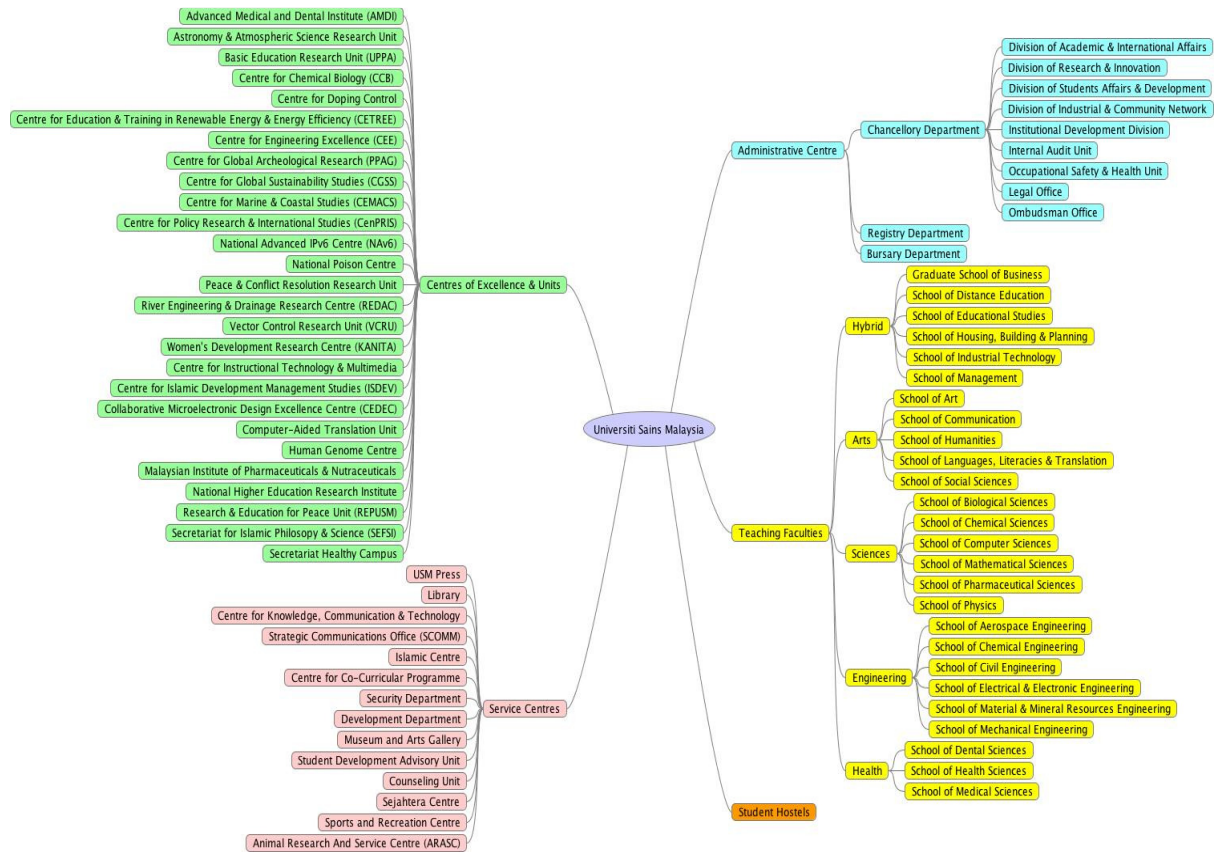 Advanced Medical and Dental Institute (AMDI)
Astronomy & Atmospheric Science Research Unit
Basic Education Research Unit (UPPA)
Centre for Chemical Biology (CCB)
Centre for Doping Control
Centre for Education & Training in Renewable Energy & Energy Efficiency (CETREE)
Centre for Engineering Excellence (CEE)
Centre for Global Archeological Research (PPAG)
Centre for Global Sustainability Studies (CGSS)
Centre for Marine & Coastal Studies (CEMACS)
Centre for Policy Research & International Studies (CenPRIS)
National Advanced IPv6 Centre (NAv6)
National Poison Centre
Peace & Conflict Resolution Research Unit
River Engineering & Drainage Research Centre (REDAC)
Vector Control Research Unit (VCRU)
Women's Development Research Centre (KANITA)
Centre for Instructional Technology & Multimedia
Centre for Islamic Development Management Studies (ISDEV)
Collaborative Microelectronic Design Excellence Centre (CEDEC)
Computer-Aided Translation Unit
Human Genome Centre
Malaysian Institute of Pharmaceuticals & Nutraceuticals
National Higher Education Research Institute
Research & Education for Peace Unit (REPUSM)
Secretariat for Islamic Philosopy & Science (SEFSI)
Secretariat Healthy Campus
Centres of Excellence & Units
USM Press
Library
Centre for Knowledge, Communication & Technology
Strategic Communications Office (SCOMM)
Islamic Centre
Centre for Co-Curricular Programme
Security Department
Development Department
Museum and Arts Gallery
Student Development Advisory Unit
Counseling Unit
Sejahtera Centre
Sports and Recreation Centre
Animal Research And Service Centre (ARASC)
Service Centres
Universiti Sains Malaysia
Administrative Centre
Chancellory Department
Division of Academic & International Affairs
Division of Research & Innovation
Division of Students Affairs & Development
Division of Industrial & Community Network
Institutional Development Division
Internal Audit Unit
Occupational Safety & Health Unit
Legal Office
Ombudsman Office
Registry Department
Bursary Department
Teaching Faculties
Hybrid
Graduate School of Business
School of Distance Education
School of Educational Studies
School of Housing, Building & Planning
School of Industrial Technology
School of Management
Arts
School of Art
School of Communication
School of Humanities
School of Languages, Literacies & Translation
School of Social Sciences
Sciences
School of Biological Sciences
School of Chemical Sciences
School of Computer Sciences
School of Mathematical Sciences
School of Pharmaceutical Sciences
School of Physics
Engineering
School of Aerospace Engineering
School of Chemical Engineering
School of Civil Engineering
School of Electrical & Electronic Engineering
School of Material & Mineral Resources Engineering
School of Mechanical Engineering
Health
School of Dental Sciences
School of Health Sciences
School of Medical Sciences
Student Hostels